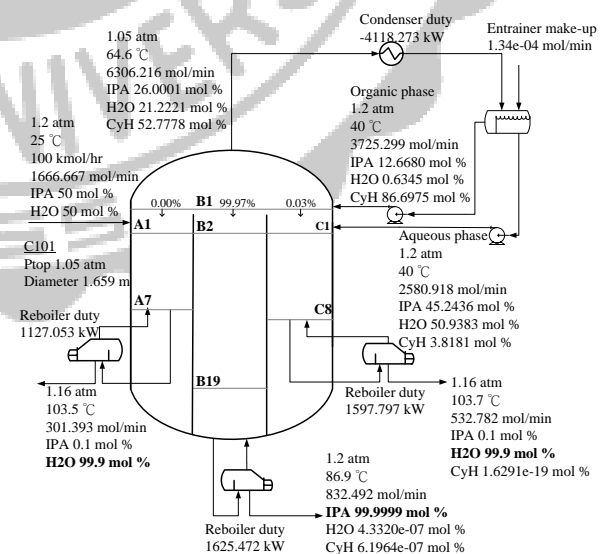 Condenser duty
-4118.273 kW
Entrainer make-up
1.34e-04 mol/min
1.05 atm
64.6 ℃
6306.216 mol/min
IPA 26.0001 mol %
H2O 21.2221 mol %
CyH 52.7778 mol %
Organic phase
1.2 atm
40 ℃
3725.299 mol/min
IPA 12.6680 mol %
H2O 0.6345 mol %
CyH 86.6975 mol %
1.2 atm
25 ℃
100 kmol/hr
1666.667 mol/min
IPA 50 mol %
H2O 50 mol %
0.00%
B1
99.97%
0.03%
A1
B2
C1
C101
Ptop 1.05 atm
Diameter 1.659 m
Aqueous phase
1.2 atm
40 ℃
2580.918 mol/min
IPA 45.2436 mol %
H2O 50.9383 mol %
CyH 3.8181 mol %
A7
C8
Reboiler duty
1127.053 kW
B19
Reboiler duty
1597.797 kW
1.16 atm
103.5 ℃
301.393 mol/min
IPA 0.1 mol %
H2O 99.9 mol %
1.16 atm
103.7 ℃
532.782 mol/min
IPA 0.1 mol %
H2O 99.9 mol %
CyH 1.6291e-19 mol %
Reboiler duty
1625.472 kW
1.2 atm
86.9 ℃
832.492 mol/min
IPA 99.9999 mol %
H2O 4.3320e-07 mol %
CyH 6.1964e-07 mol %